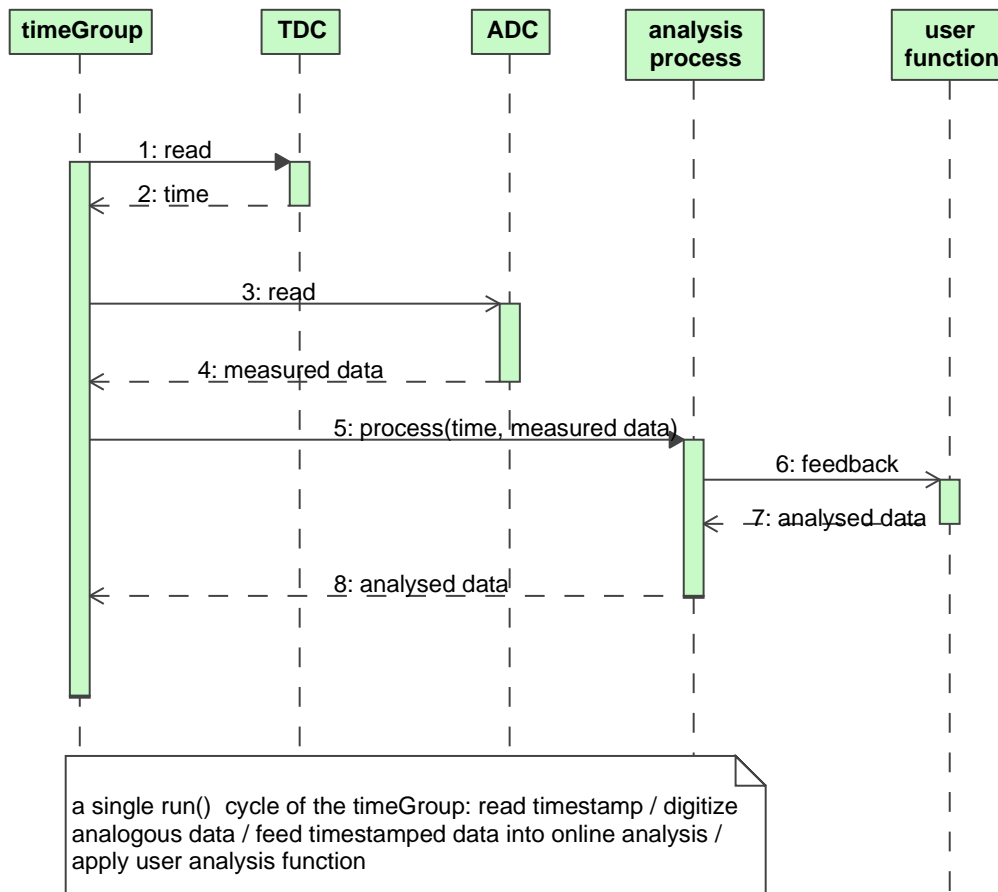 timeGroup
TDC
ADC
analysis
process
user
function
1: read
2: time
3: read
4: measured data
5: process(time, measured data)
6: feedback
7: analysed data
8: analysed data
a single run()  cycle of the timeGroup: read timestamp / digitize
analogous data / feed timestamped data into online analysis /
apply user analysis function